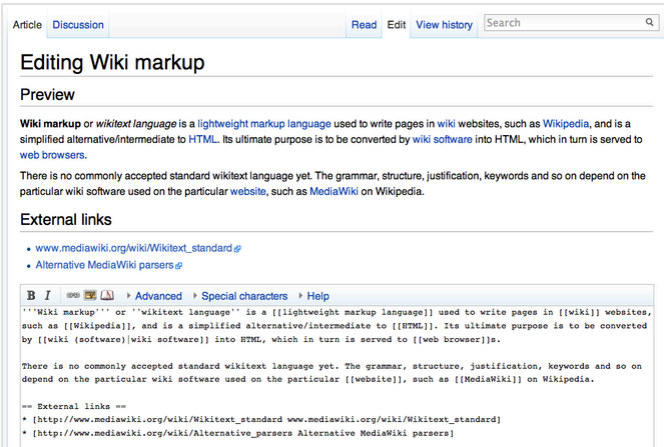 Article Discussion Read Edit View history Search
Editing Wiki markup
Preview
Wiki markup or wikitext language is a lightweight markup language used to write pages in wiki websites, such as Wikipedia, and is a
simplified alternative/intermediate to HTML. Its ultimate purpose is to be converted by wiki software into HTML, which in turn is served to
web browsers.
There is no commonly accepted standard wikitext language yet. The grammar, structure, justification, keywords and so on depend on the
particular wiki software used on the particular website, such as MediaWiki on Wikipedia.
External links
• www.mediawiki.org/wiki/Wikitext_standard
• Alternative MediaWiki parsers
B I Advanced Special characters Help
'''Wiki markup''' or ''wikitext language'' is a [[lightweight markup language]] used to write pages in [[wiki]] websites,
such as [[Wikipedia]], and is a simplified alternative/intermediate to [[HTML]]. Its ultimate purpose is to be converted
by [[wiki (software)|wiki software]] into HTML, which in turn is served to [[web browser]]s.
There is no commonly accepted standard wikitext language yet. The grammar, structure, justification, keywords and so on
depend on the particular wiki software used on the particular [[website]], such as [[MediaWiki]] on Wikipedia.
== External links ==
* [http://www.mediawiki.org/wiki/Wikitext_standard www.mediawiki.org/wiki/Wikitext_standard]
* [http://www.mediawiki.org/wiki/Alternative_parsers Alternative MediaWiki parsers]